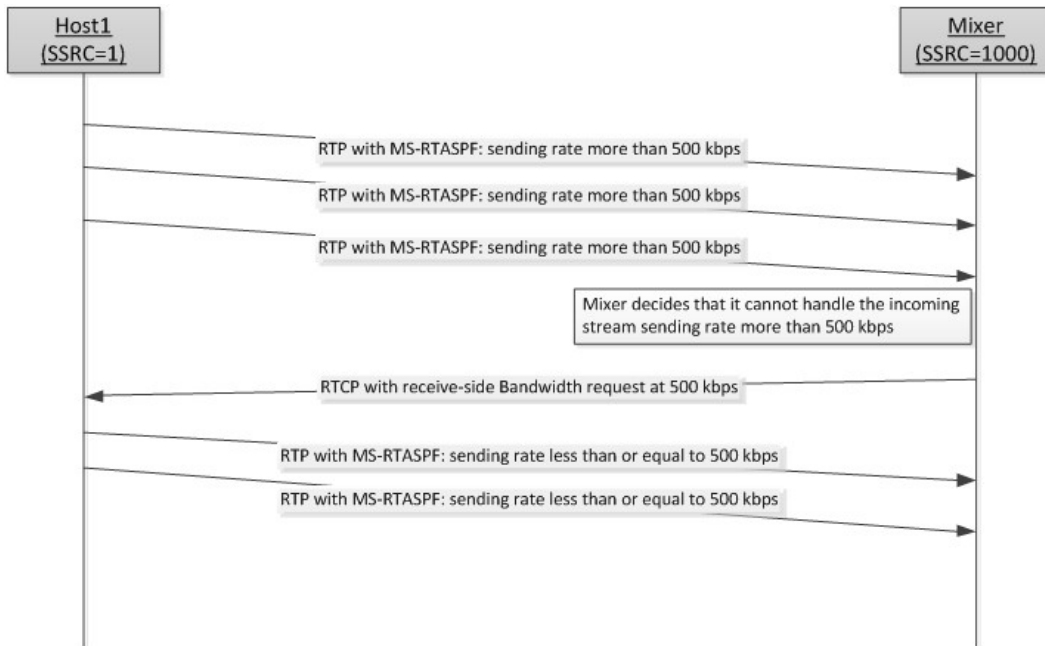 Host1
(SSRC=1)
Mixer
(SSRC=1000)
RTP with MS-RTASPF: sending rate more than 500 kbps
RTP with MS-RTASPF: sending rate more than 500 kbps
RTP with MS-RTASPF: sending rate more than 500 kbps
Mixer decides that it cannot handle the incoming
stream sending rate more than 500 kbps
RTCP with receive-side Bandwidth request at 500 kbps
RTP with MS-RTASPF: sending rate less than or equal to 500 kbps
RTP with MS-RTASPF: sending rate less than or equal to 500 kbps